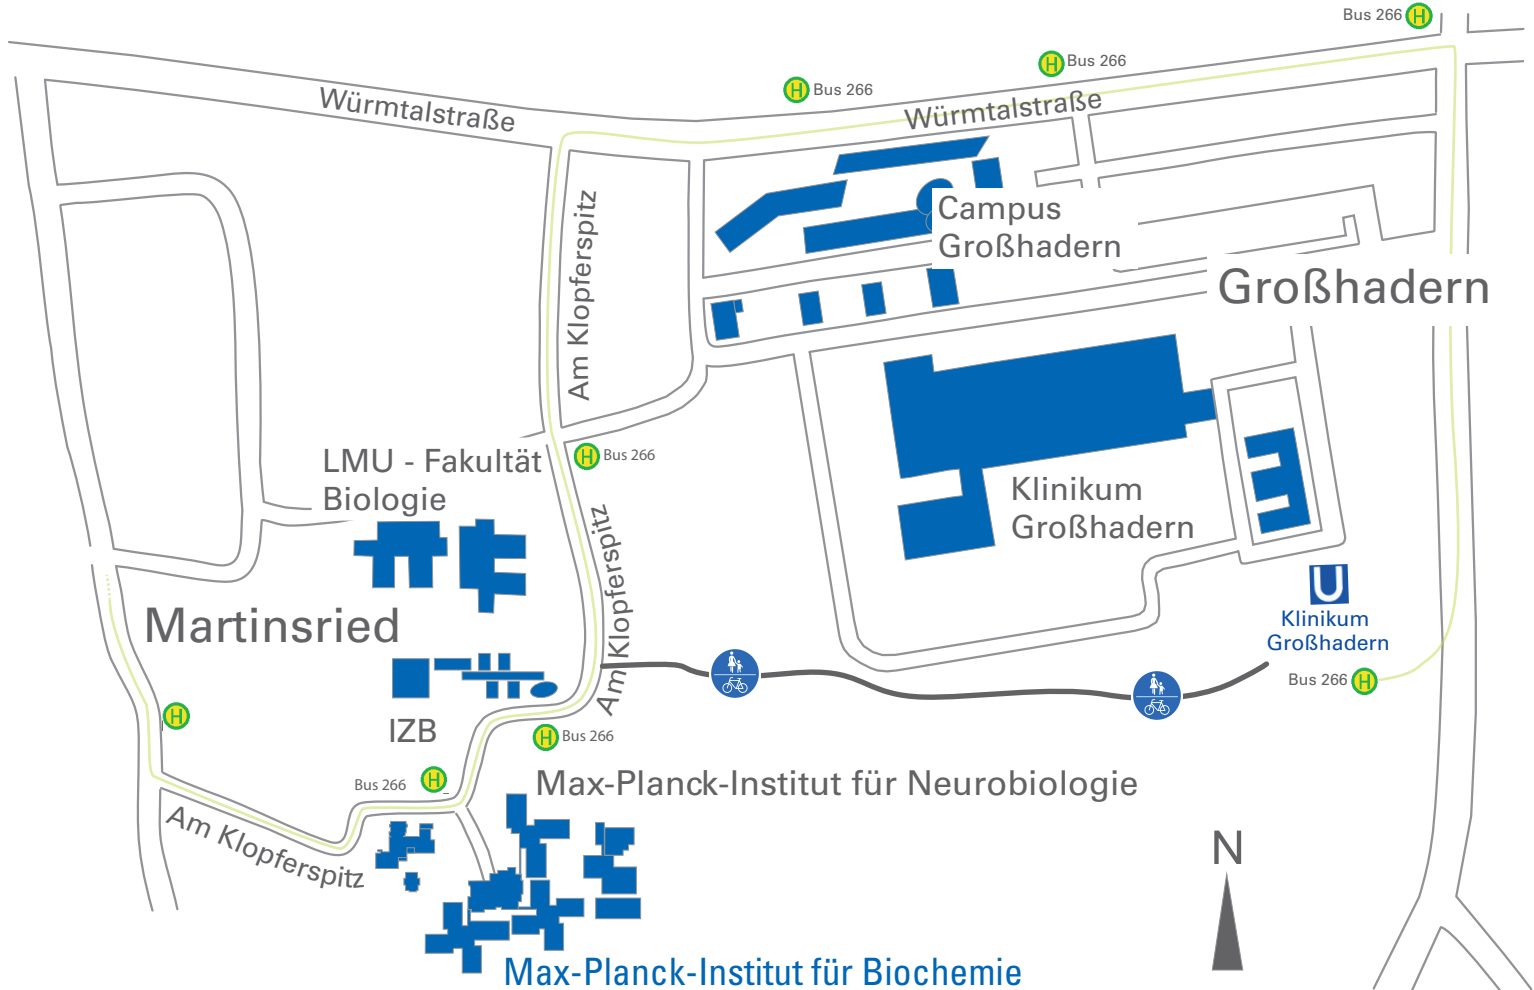 Bus 266
H
H
Bus 266
H
Bus 266
Würmtalstraße
Würmtalstraße
Am Klopferspitz
Campus
Großhadern
Großhadern
LMU - Fakultät
Biologie
H
Bus 266
Klinikum
Großhadern
Am Klopferspitz
U
Klinikum
Großhadern
Martinsried
Bus 266
H
H
IZB
H
Bus 266
Bus 266
H
Max-Planck-Institut für Neurobiologie
Am Klopferspitz
N
Max-Planck-Institut für Biochemie